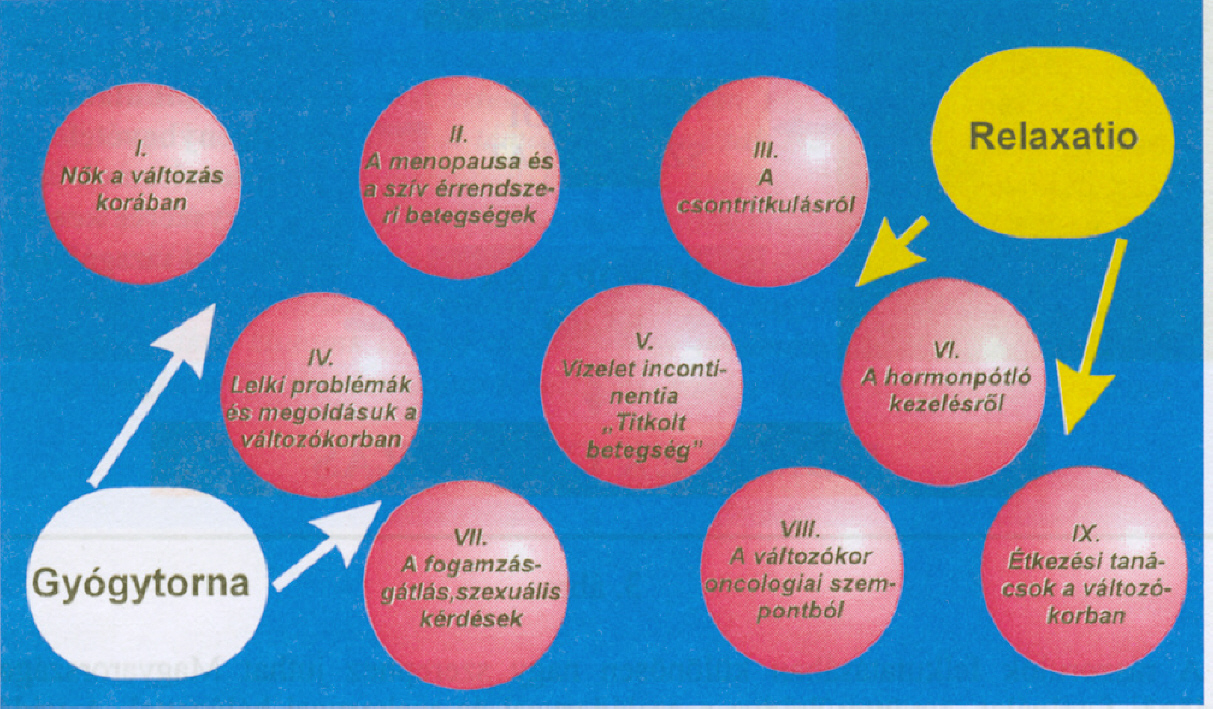 I.
Nők a változás
korában
II.
A menopausa és
a szív érrendsze-
ri betegségek
III.
A
csontritkulásról
Relaxatio
IV.
Lelki problémák
és megoldásuk a
változókorban
V.
Vizelet inconti-
nentia
„Titkolt
betegség”
VI.
A hormonpótló
kezelésről
Gyógytorna
VII.
A fogamzás-
gátlás,szexuális
kérdések
VIII.
A változókor
oncologiai szem-
pontból
IX.
Étkezési taná-
csok a változó-
korban